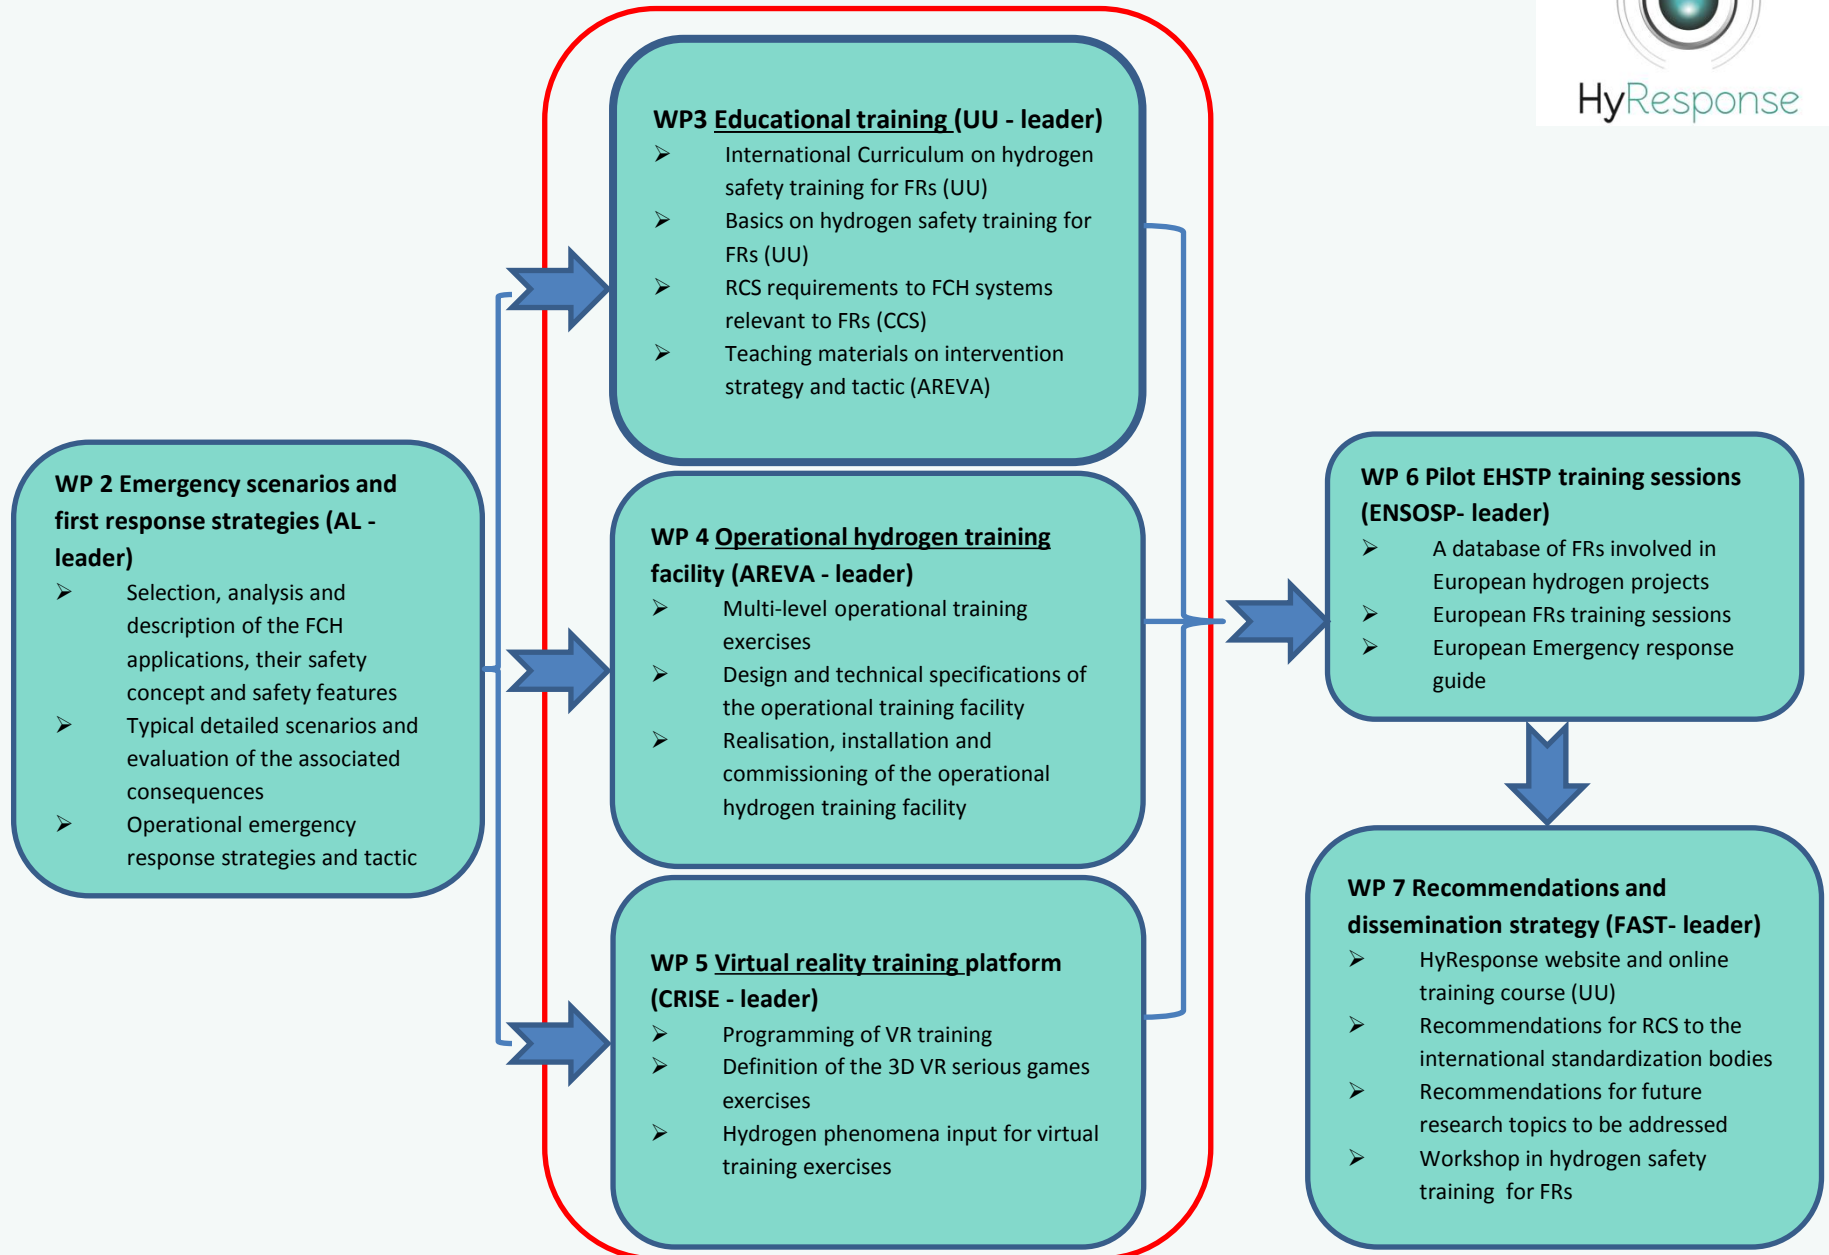 HyResponse
WP3 Educational training (UU - leader)
➢ International Curriculum on hydrogen
safety training for FRs (UU)
➢ Basics on hydrogen safety training for
FRs (UU)
➢ RCS requirements to FCH systems
relevant to FRs (CCS)
➢ Teaching materials on intervention
strategy and tactic (AREVA)
WP 2 Emergency scenarios and
first response strategies (AL -
leader)
➢ Selection, analysis and
description of the FCH
applications, their safety
concept and safety features
➢ Typical detailed scenarios and
evaluation of the associated
consequences
➢ Operational emergency
response strategies and tactic
WP 4 Operational hydrogen training
facility (AREVA - leader)
➢ Multi-level operational training
exercises
➢ Design and technical specifications of
the operational training facility
➢ Realisation, installation and
commissioning of the operational
hydrogen training facility
WP 5 Virtual reality training platform
(CRISE - leader)
➢ Programming of VR training
➢ Definition of the 3D VR serious games
exercises
➢ Hydrogen phenomena input for virtual
training exercises
WP 6 Pilot EHSTP training sessions
(ENSOSP- leader)
➢ A database of FRs involved in
European hydrogen projects
➢ European FRs training sessions
➢ European Emergency response
guide
WP 7 Recommendations and
dissemination strategy (FAST- leader)
➢ HyResponse website and online
training course (UU)
➢ Recommendations for RCS to the
international standardization bodies
➢ Recommendations for future
research topics to be addressed
➢ Workshop in hydrogen safety
training for FRs